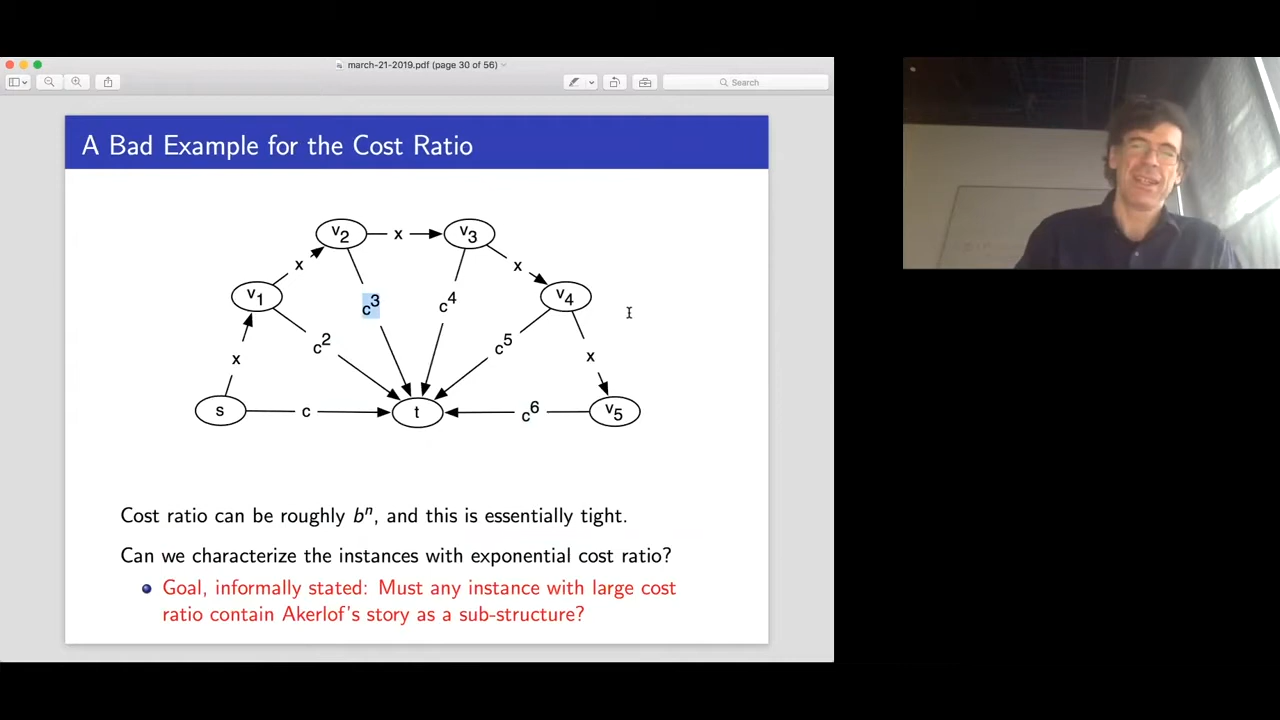 march-21-2019.pdf (page 30 of 56)
Search
A Bad Example for the Cost Ratio
v2 x v3
x x
v1 c³ c⁴ v4
x c² c⁵ x
s c t c⁶ v5
Cost ratio can be roughly bⁿ, and this is essentially tight.
Can we characterize the instances with exponential cost ratio?
Goal, informally stated: Must any instance with large cost
ratio contain Akerlof's story as a sub-structure?